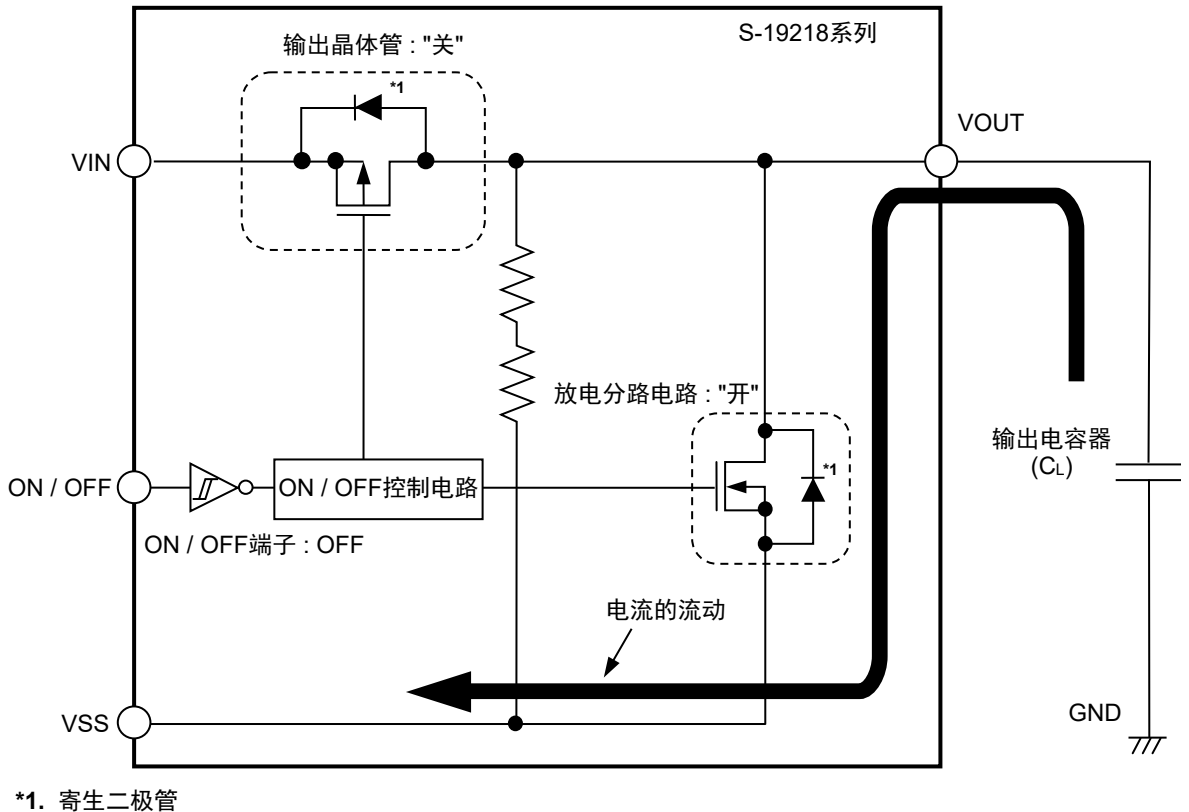 S-19218系列
输出晶体管 : "关"
*1
VOUT
VIN
放电分路电路 : "开"
*1
输出电容器
(CL)
ON / OFF
ON / OFF控制电路
ON / OFF端子 : OFF
电流的流动
VSS
GND
*1. 寄生二极管